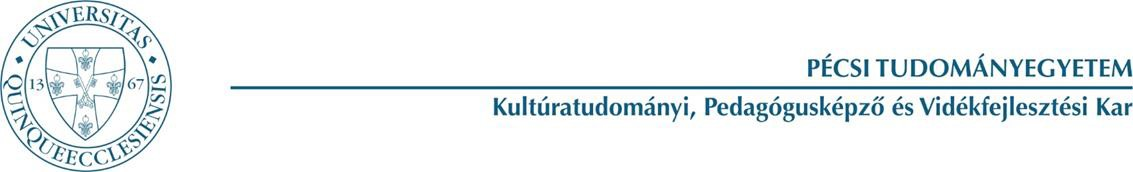 UNIVERSITAS
QUINQUEECCLESIENSIS
13 67
PÉCSI TUDOMÁNYEGYETEM
Kultúratudományi, Pedagógusképző és Vidékfejlesztési Kar